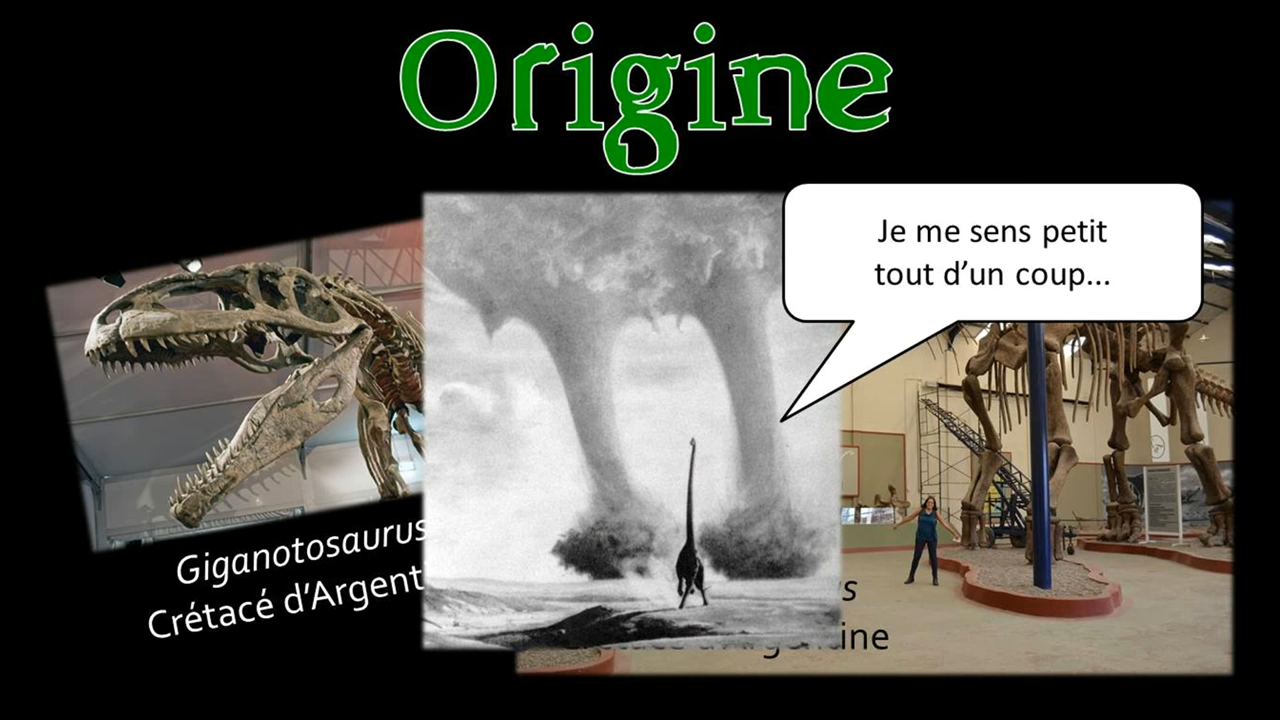 Origine
Je me sens petit
tout d’un coup...
Giganotosaurus
Crétacé d’Argent
ine